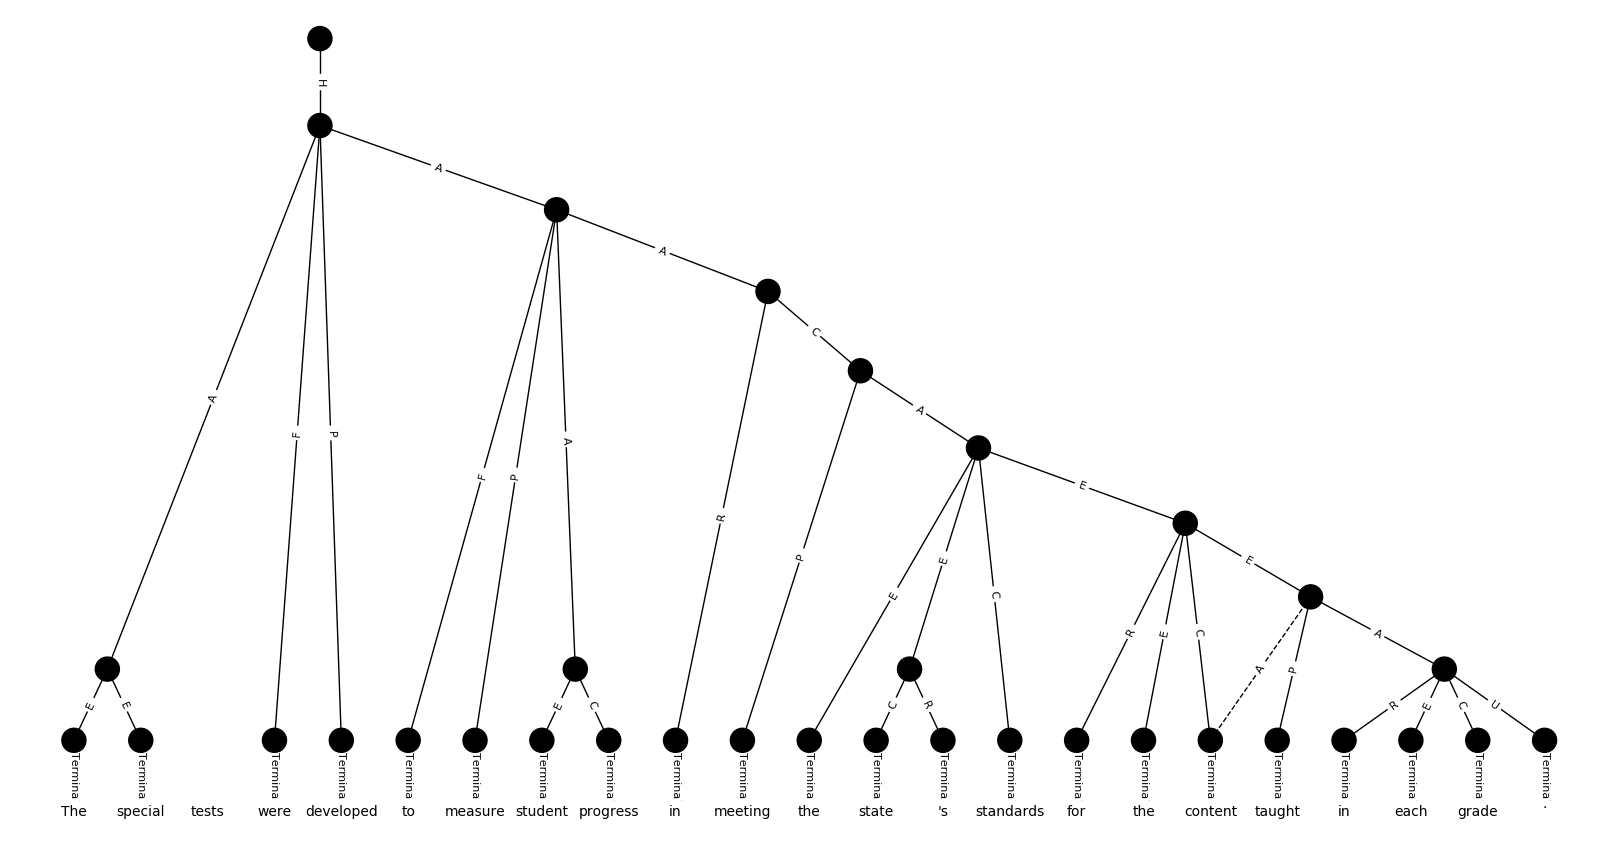 H
A
A
A
C
A
A
F
P
A
F
P
E
R
P
E
E
C
E
R
E
C
A
P
A
E
E
E
C
C
R
R
E
C
U
Termina Termina Termina Termina Termina Termina Termina Termina Termina Termina Termina Termina Termina Termina Termina Termina Termina Termina Termina Termina Termina Termina
The special tests were developed to measure student progress in meeting the state 's standards for the content taught in each grade .